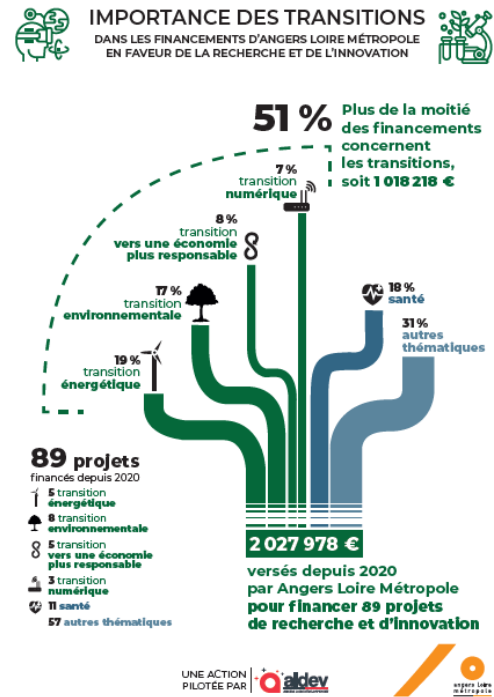 IMPORTANCE DES TRANSITIONS
DANS LES FINANCEMENTS D'ANGERS LOIRE MÉTROPOLE
EN FAVEUR DE LA RECHERCHE ET DE L'INNOVATION
51 %
Plus de la moitié
des financements
concernent
les transitions,
soit 1 018 218 €
7 %
transition
numérique
8 %
transition
vers une économie
plus responsable
17 %
transition
environnementale
19 %
transition
énergétique
18 %
santé
31 %
autres
thématiques
89 projets
financés depuis 2020
5 transition
énergétique
8 transition
environnementale
5 transition
vers une économie
plus responsable
3 transition
numérique
11 santé
57 autres thématiques
2 027 978 €
versés depuis 2020
par Angers Loire Métropole
pour financer 89 projets
de recherche et d'innovation
UNE ACTION
PILOTÉE PAR
aldev
angers Loire
métropole